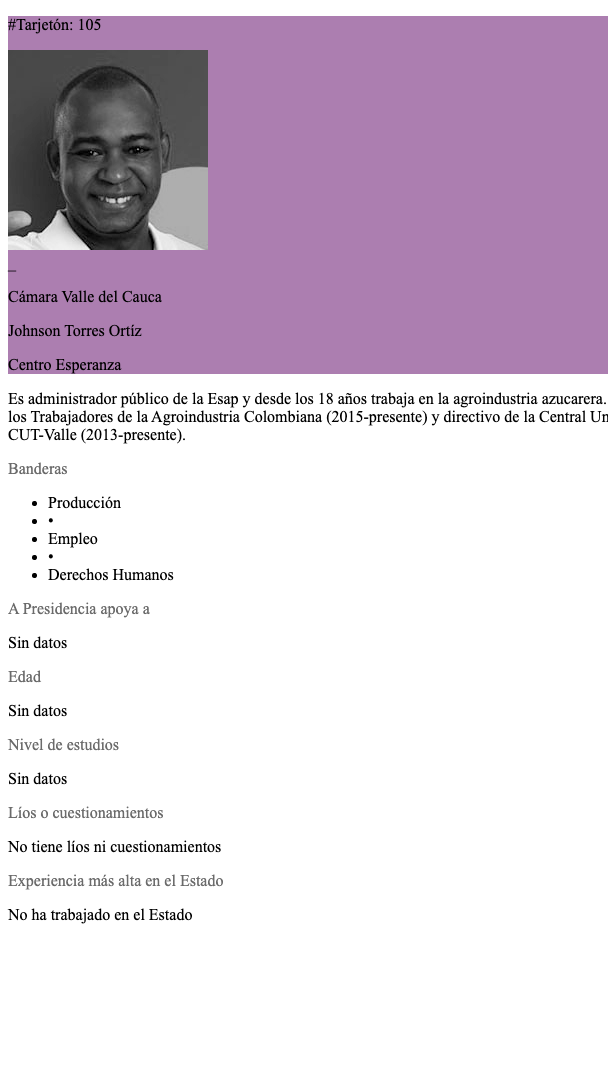 #Tarjetón: 105
_
Cámara Valle del Cauca
Johnson Torres Ortíz
Centro Esperanza
Es administrador público de la Esap y desde los 18 años trabaja en la agroindustria azucarera.
los Trabajadores de la Agroindustria Colombiana (2015-presente) y directivo de la Central Un
CUT-Valle (2013-presente).
Banderas
• Producción
• •
• Empleo
• •
• Derechos Humanos
A Presidencia apoya a
Sin datos
Edad
Sin datos
Nivel de estudios
Sin datos
Líos o cuestionamientos
No tiene líos ni cuestionamientos
Experiencia más alta en el Estado
No ha trabajado en el Estado